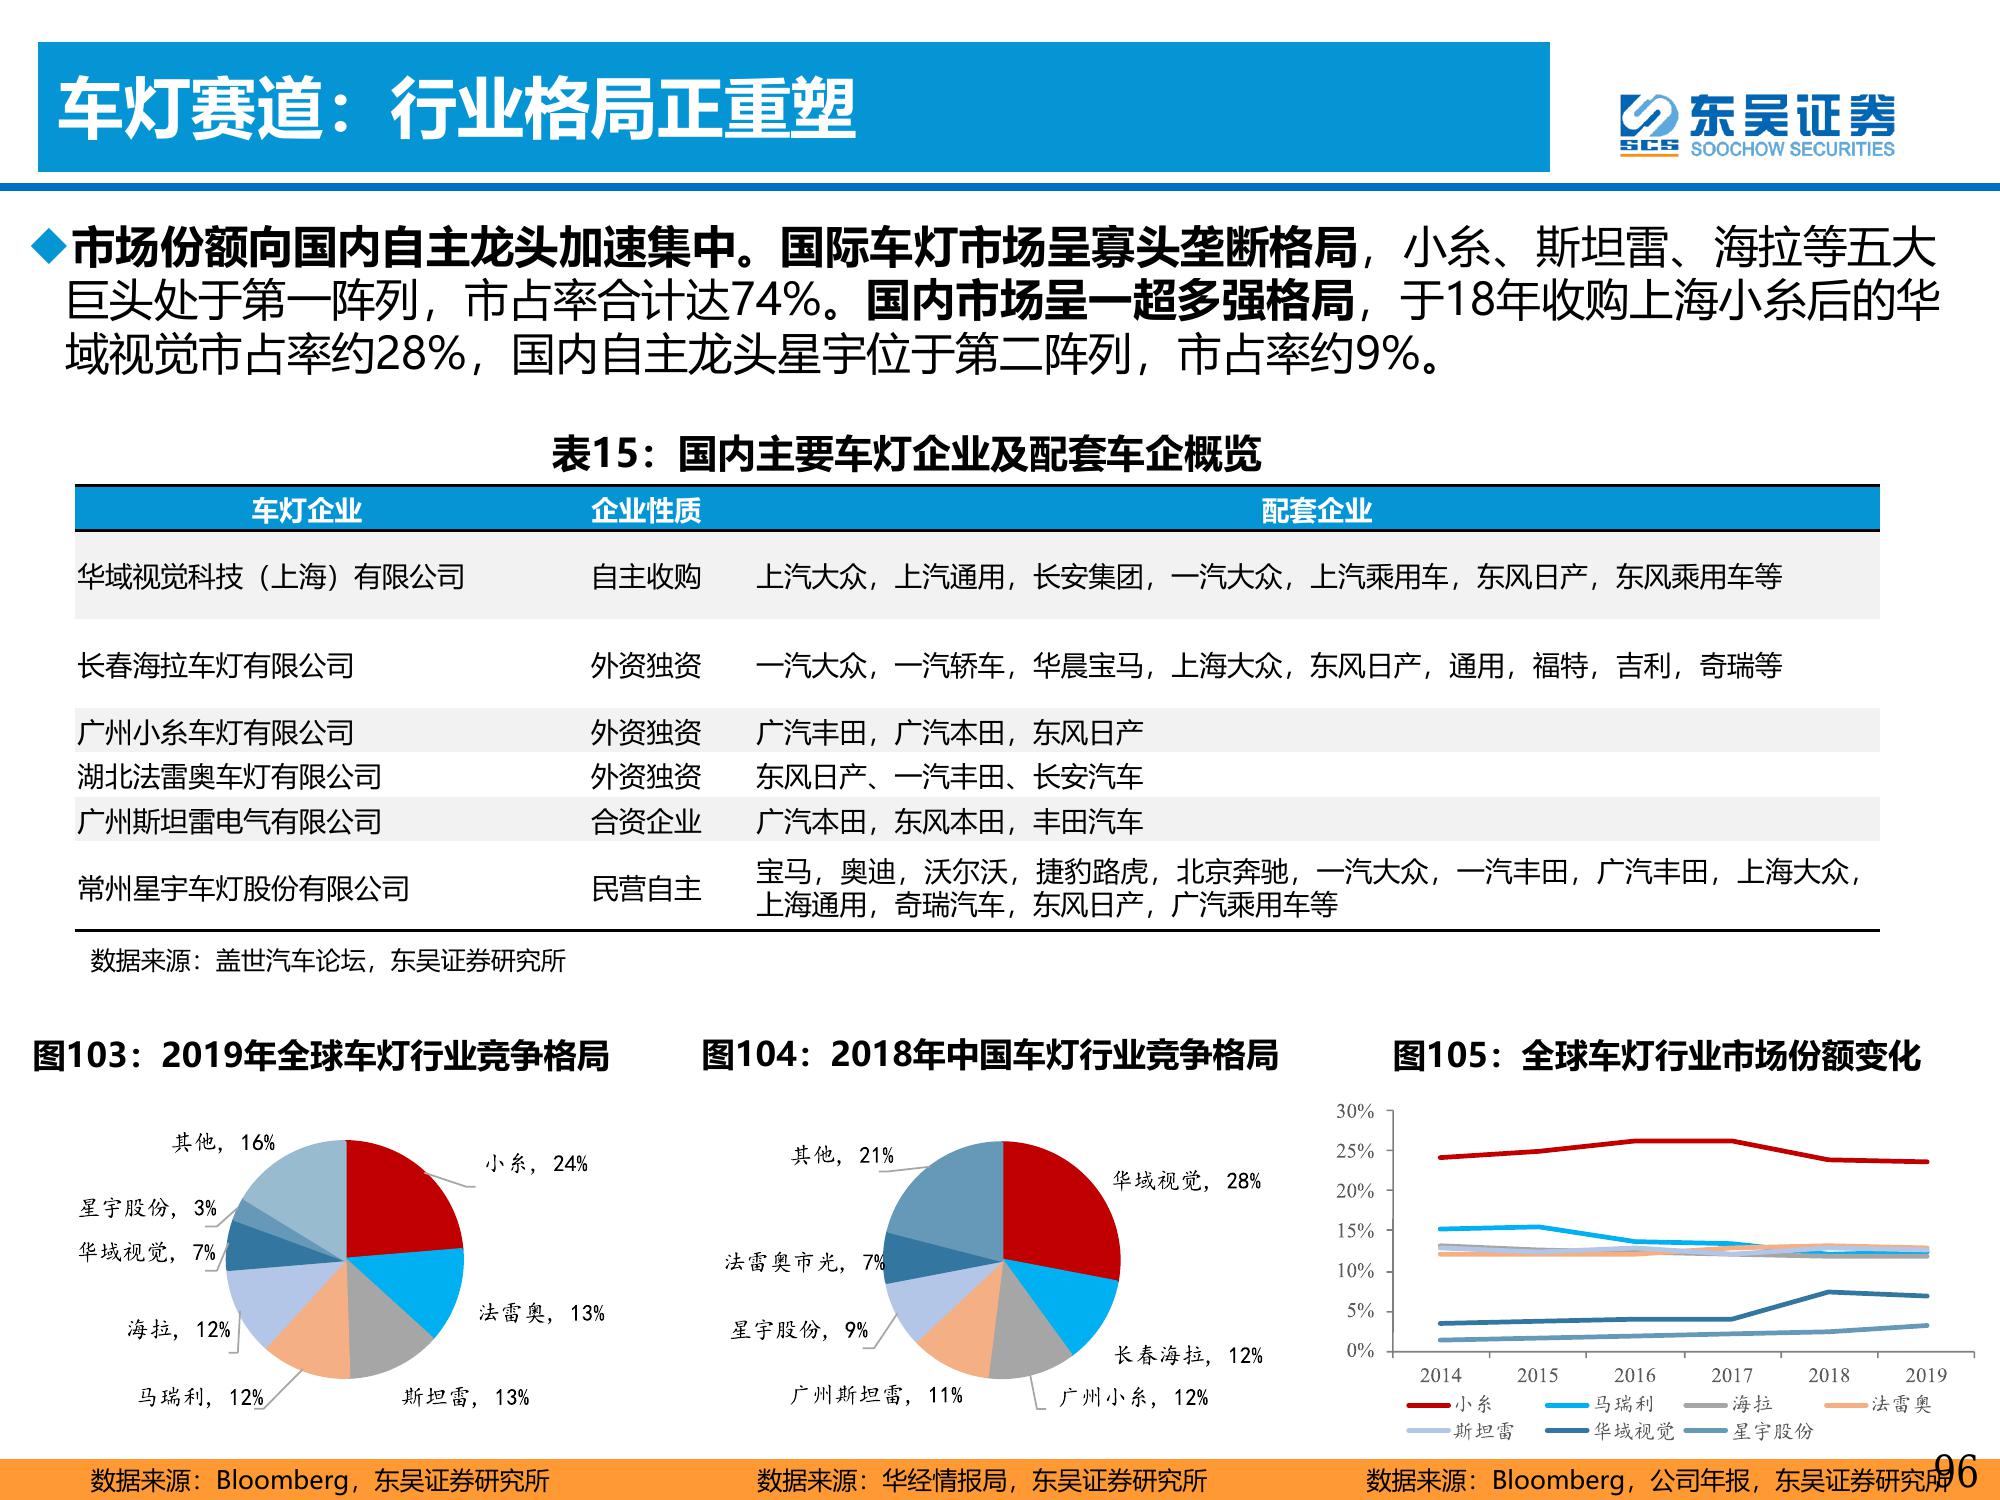 车灯赛道：行业格局正重塑
SCS
东吴证券
SOOCHOW SECURITIES
◆市场份额向国内自主龙头加速集中。国际车灯市场呈寡头垄断格局，小糸、斯坦雷、海拉等五大
巨头处于第一阵列，市占率合计达74%。国内市场呈一超多强格局，于18年收购上海小糸后的华
域视觉市占率约28%，国内自主龙头星宇位于第二阵列，市占率约9%。
表15：国内主要车灯企业及配套车企概览
车灯企业 企业性质 配套企业
华域视觉科技（上海）有限公司 自主收购 上汽大众，上汽通用，长安集团，一汽大众，上汽乘用车，东风日产，东风乘用车等
长春海拉车灯有限公司 外资独资 一汽大众，一汽轿车，华晨宝马，上海大众，东风日产，通用，福特，吉利，奇瑞等
广州小糸车灯有限公司 外资独资 广汽丰田，广汽本田，东风日产
湖北法雷奥车灯有限公司 外资独资 东风日产、一汽丰田、长安汽车
广州斯坦雷电气有限公司 合资企业 广汽本田，东风本田，丰田汽车
常州星宇车灯股份有限公司 民营自主 宝马，奥迪，沃尔沃，捷豹路虎，北京奔驰，一汽大众，一汽丰田，广汽丰田，上海大众，
上海通用，奇瑞汽车，东风日产，广汽乘用车等
数据来源：盖世汽车论坛，东吴证券研究所
图103：2019年全球车灯行业竞争格局
其他，16%
小糸，24%
星宇股份，3%
华域视觉，7%
法雷奥，13%
海拉，12%
马瑞利，12%
斯坦雷，13%
图104：2018年中国车灯行业竞争格局
其他，21%
华域视觉，28%
法雷奥市光，7%
星宇股份，9%
长春海拉，12%
广州斯坦雷，11%
广州小糸，12%
图105：全球车灯行业市场份额变化
30%
25%
20%
15%
10%
5%
0%
2014 2015 2016 2017 2018 2019
小糸 马瑞利 海拉 法雷奥
斯坦雷 华域视觉 星宇股份
数据来源：Bloomberg，东吴证券研究所
数据来源：华经情报局，东吴证券研究所
数据来源：Bloomberg，公司年报，东吴证券研究所
96